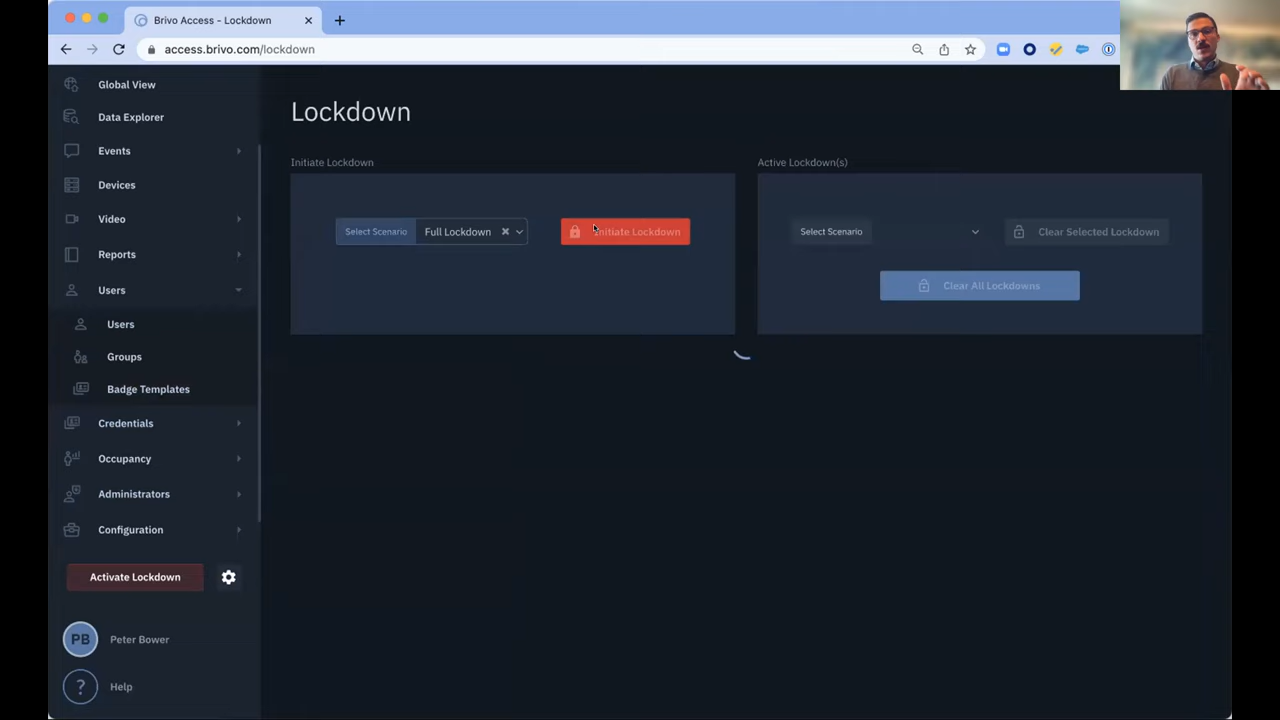 Brivo Access - Lockdown
access.brivo.com/lockdown
Global View
Data Explorer
Events
Devices
Video
Reports
Users
Users
Groups
Badge Templates
Credentials
Occupancy
Administrators
Configuration
Activate Lockdown
PB Peter Bower
? Help
Lockdown
Initiate Lockdown
Select Scenario Full Lockdown
Initiate Lockdown
Active Lockdown(s)
Select Scenario
Clear Selected Lockdown
Clear All Lockdowns